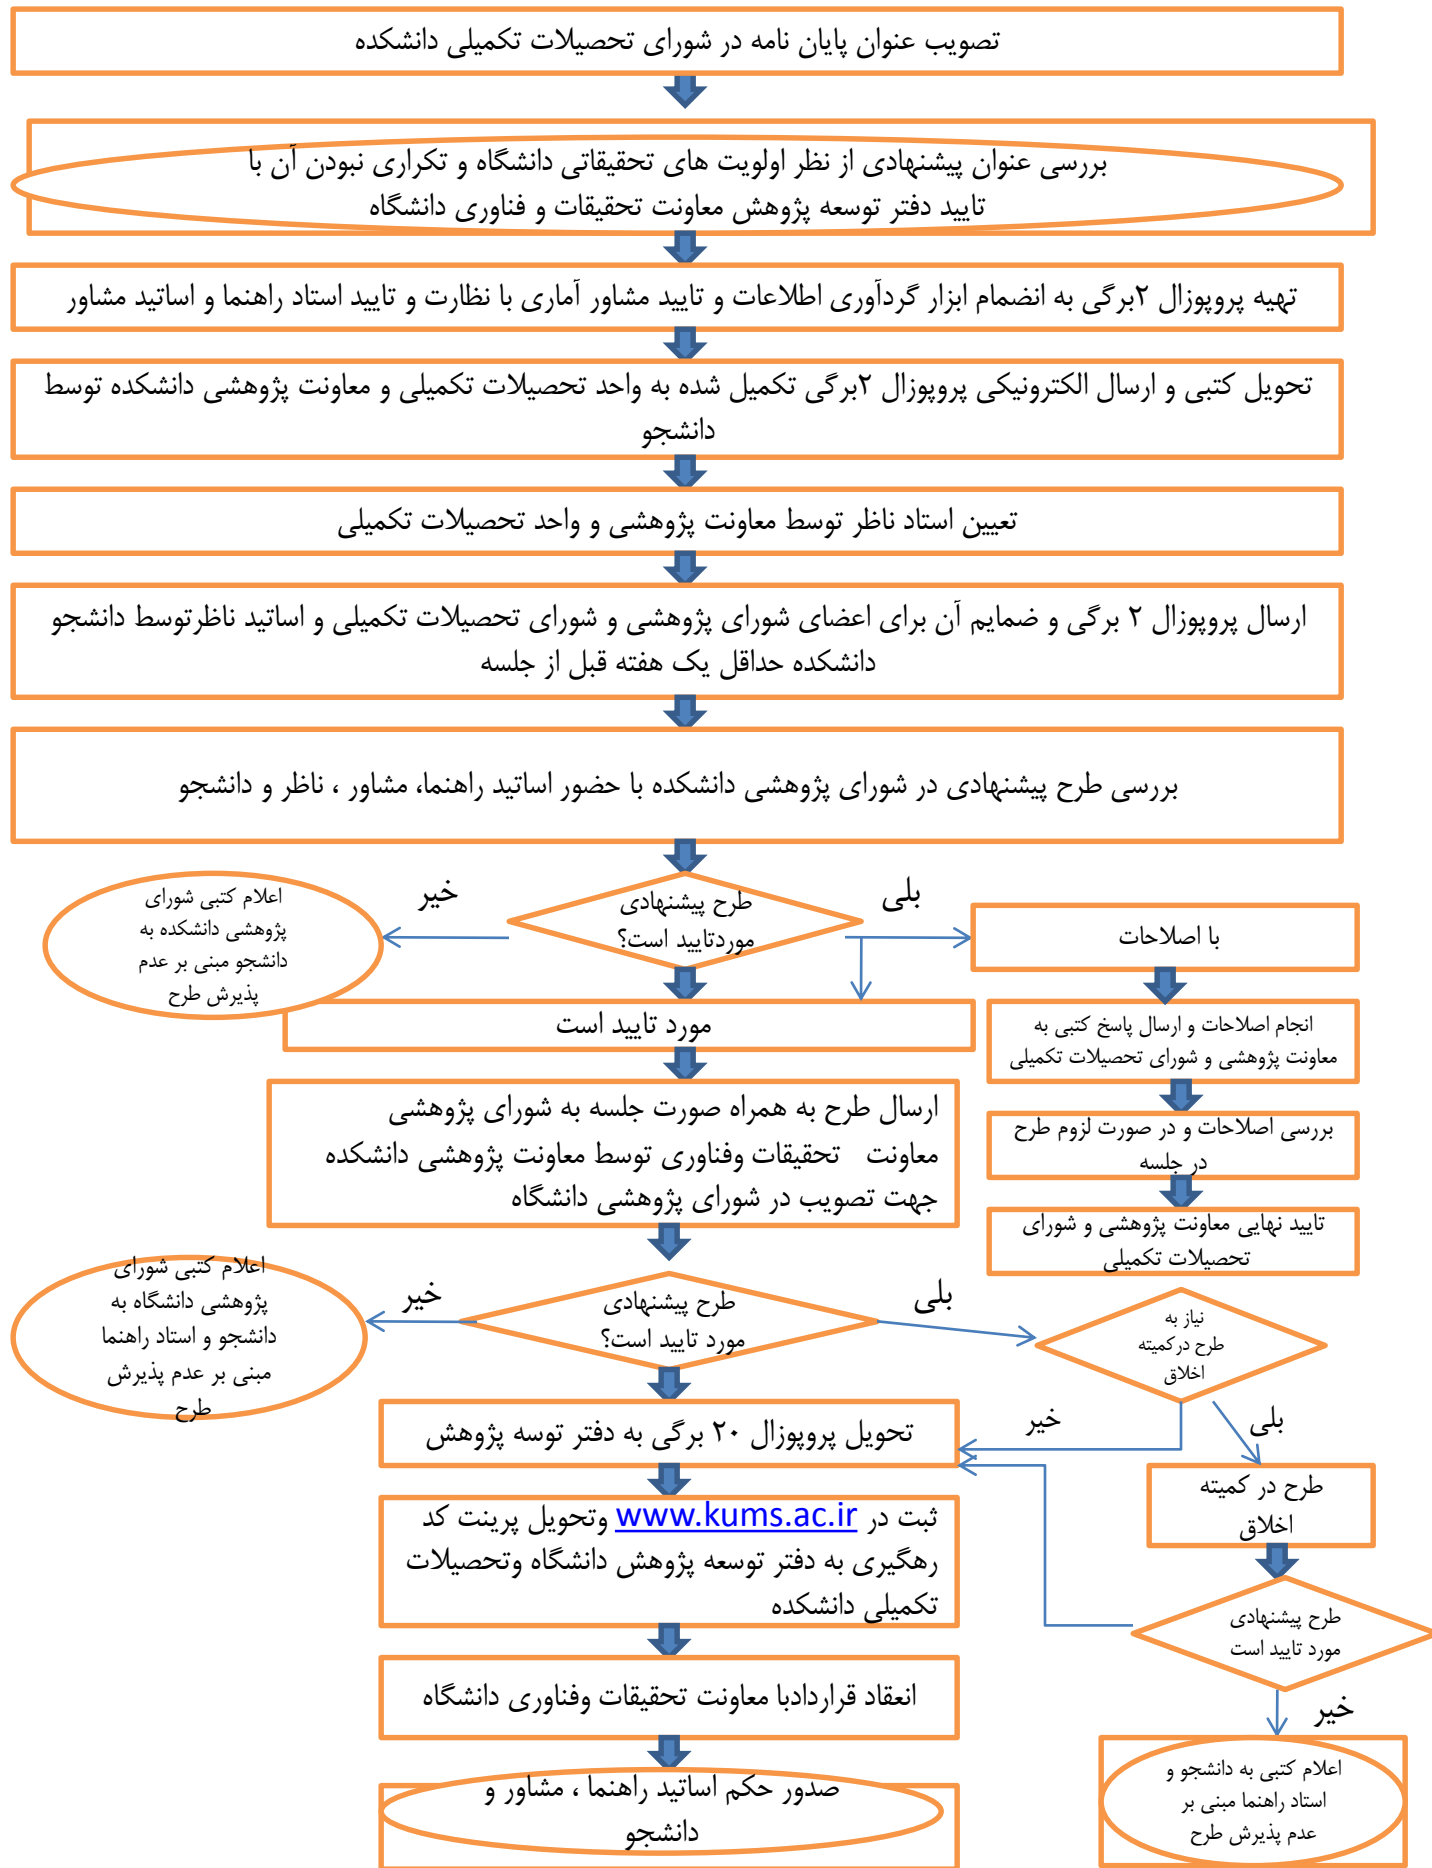 تصویب عنوان پایان نامه در شورای تحصیلات تکمیلی دانشکده
بررسی عنوان پیشنهادی از نظر اولویت های تحقیقاتی دانشگاه و تکراری نبودن آن با
تایید دفتر توسعه پژوهش معاونت تحقیقات و فناوری دانشگاه
تهیه پروپوزال ۲برگی به انضمام ابزار گردآوری اطلاعات و تایید مشاور آماری با نظارت و تایید استاد راهنما و اساتید مشاور
تحویل کتبی و ارسال الکترونیکی پروپوزال ۲برگی تکمیل شده به واحد تحصیلات تکمیلی و معاونت پژوهشی دانشکده توسط
دانشجو
تعیین استاد ناظر توسط معاونت پژوهشی و واحد تحصیلات تکمیلی
ارسال پروپوزال ۲ برگی و ضمایم آن برای اعضای شورای پژوهشی و شورای تحصیلات تکمیلی و اساتید ناظرتوسط دانشجو
دانشکده حداقل یک هفته قبل از جلسه
بررسی طرح پیشنهادی در شورای پژوهشی دانشکده با حضور اساتید راهنما، مشاور ، ناظر و دانشجو
طرح پیشنهادی
موردتایید است؟
بلی
خیر
اعلام کتبی شورای
پژوهشی دانشکده به
دانشجو مبنی بر عدم
پذیرش طرح
با اصلاحات
مورد تایید است
انجام اصلاحات و ارسال پاسخ کتبی به
معاونت پژوهشی و شورای تحصیلات تکمیلی
ارسال طرح به همراه صورت جلسه به شورای پژوهشی
معاونت تحقیقات وفناوری توسط معاونت پژوهشی دانشکده
جهت تصویب در شورای پژوهشی دانشگاه
بررسی اصلاحات و در صورت لزوم طرح
در جلسه
تایید نهایی معاونت پژوهشی و شورای
تحصیلات تکمیلی
طرح پیشنهادی
مورد تایید است؟
بلی
خیر
اعلام کتبی شورای
پژوهشی دانشگاه به
دانشجو و استاد راهنما
مبنی بر عدم پذیرش
طرح
نیاز به
طرح درکمیته
اخلاق
بلی
خیر
تحویل پروپوزال ۲۰ برگی به دفتر توسه پژوهش
طرح در کمیته
اخلاق
ثبت در www.kums.ac.ir وتحویل پرینت کد
رهگیری به دفتر توسعه پژوهش دانشگاه وتحصیلات
تکمیلی دانشکده
طرح پیشنهادی
مورد تایید است
انعقاد قراردادبا معاونت تحقیقات وفناوری دانشگاه
خیر
صدور حکم اساتید راهنما ، مشاور و
دانشجو
اعلام کتبی به دانشجو و
استاد راهنما مبنی بر
عدم پذیرش طرح